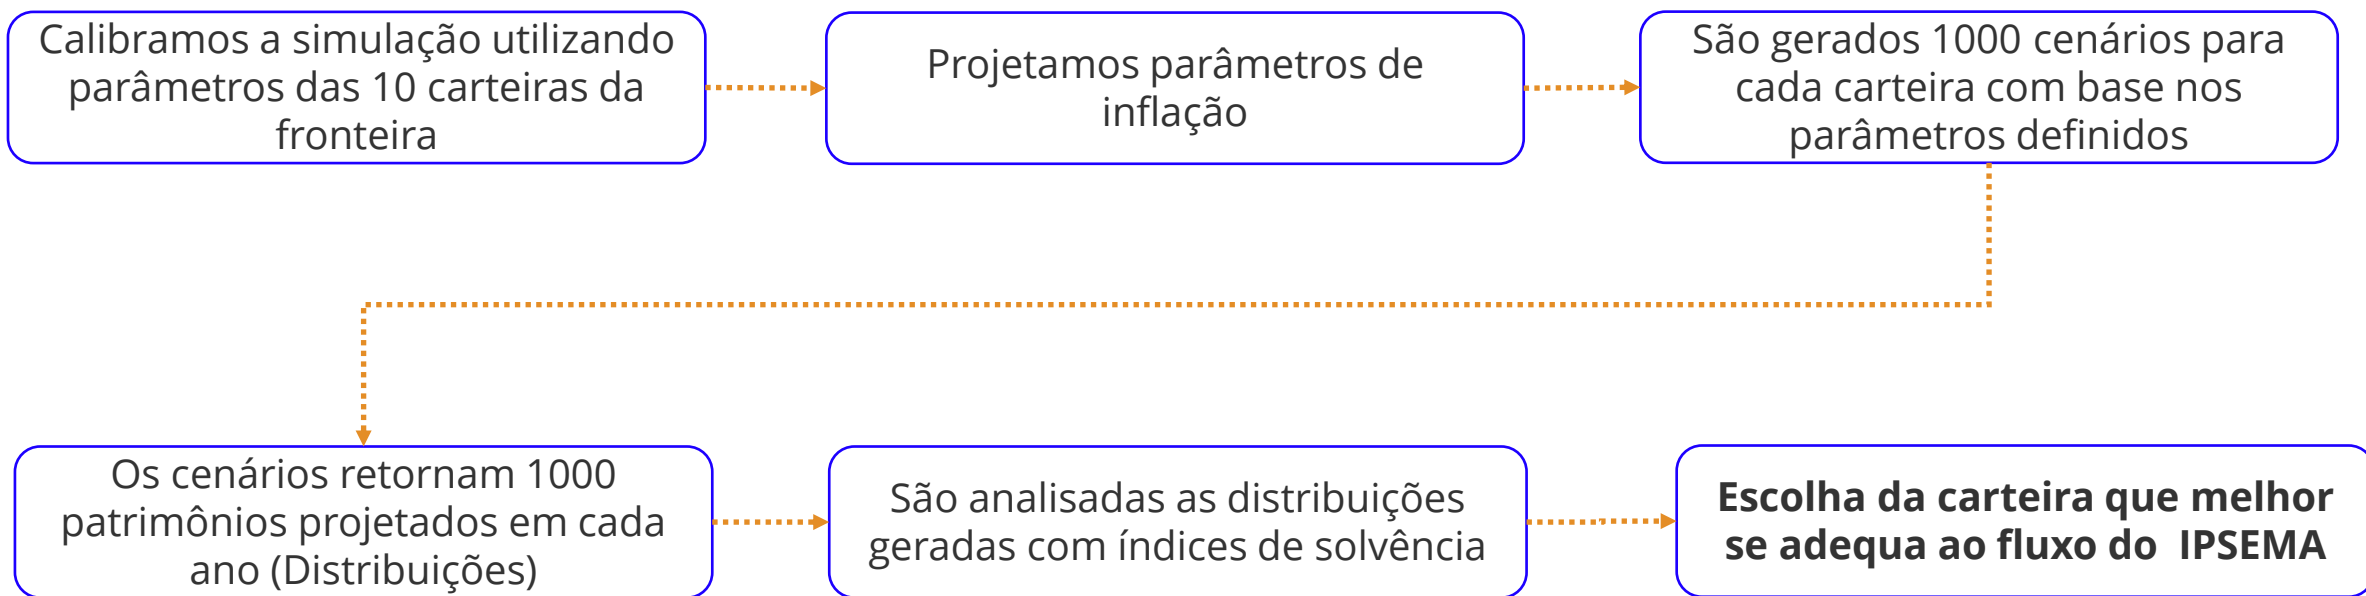 Calibramos a simulação utilizando
parâmetros das 10 carteiras da
fronteira
Projetamos parâmetros de
inflação
São gerados 1000 cenários para
cada carteira com base nos
parâmetros definidos
Os cenários retornam 1000
patrimônios projetados em cada
ano (Distribuições)
São analisadas as distribuições
geradas com índices de solvência
Escolha da carteira que melhor
se adequa ao fluxo do  IPSEMA